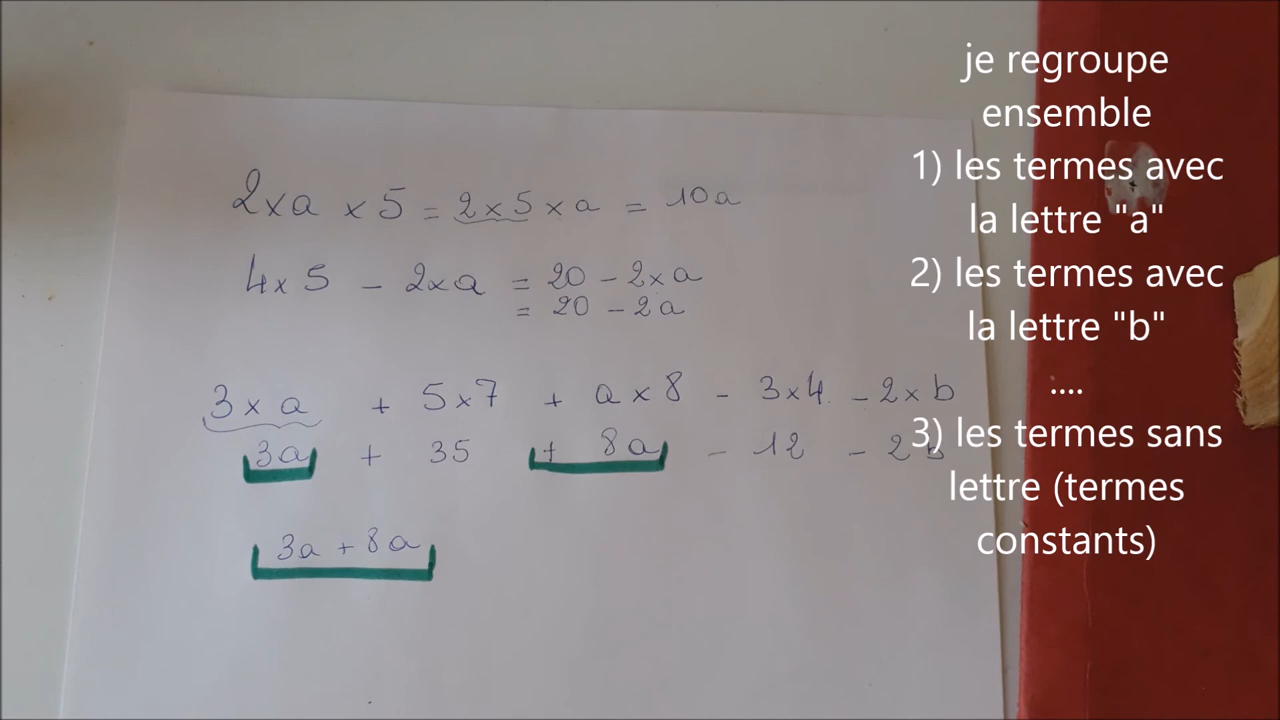 2×a × 5 = 2×5 × a = 10a
4×5 - 2×a = 20 - 2×a
= 20 - 2a
3×a + 5×7 + a×8 - 3×4 - 2×b
3a + 35 + 8a - 12 - 2b
3a + 8a
je regroupe
ensemble
1) les termes avec
la lettre "a"
2) les termes avec
la lettre "b"
....
3) les termes sans
lettre (termes
constants)